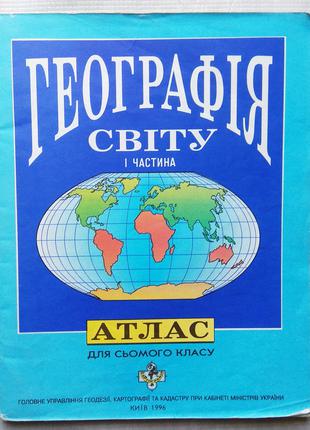 ГЕОГРАФІЯ
СВІТУ
І ЧАСТИНА
АТЛАС
ДЛЯ СЬОМОГО КЛАСУ
ГОЛОВНЕ УПРАВЛІННЯ ГЕОДЕЗІЇ, КАРТОГРАФІЇ ТА КАДАСТРУ ПРИ КАБІНЕТІ МІНІСТРІВ УКРАЇНИ
КИЇВ 1996